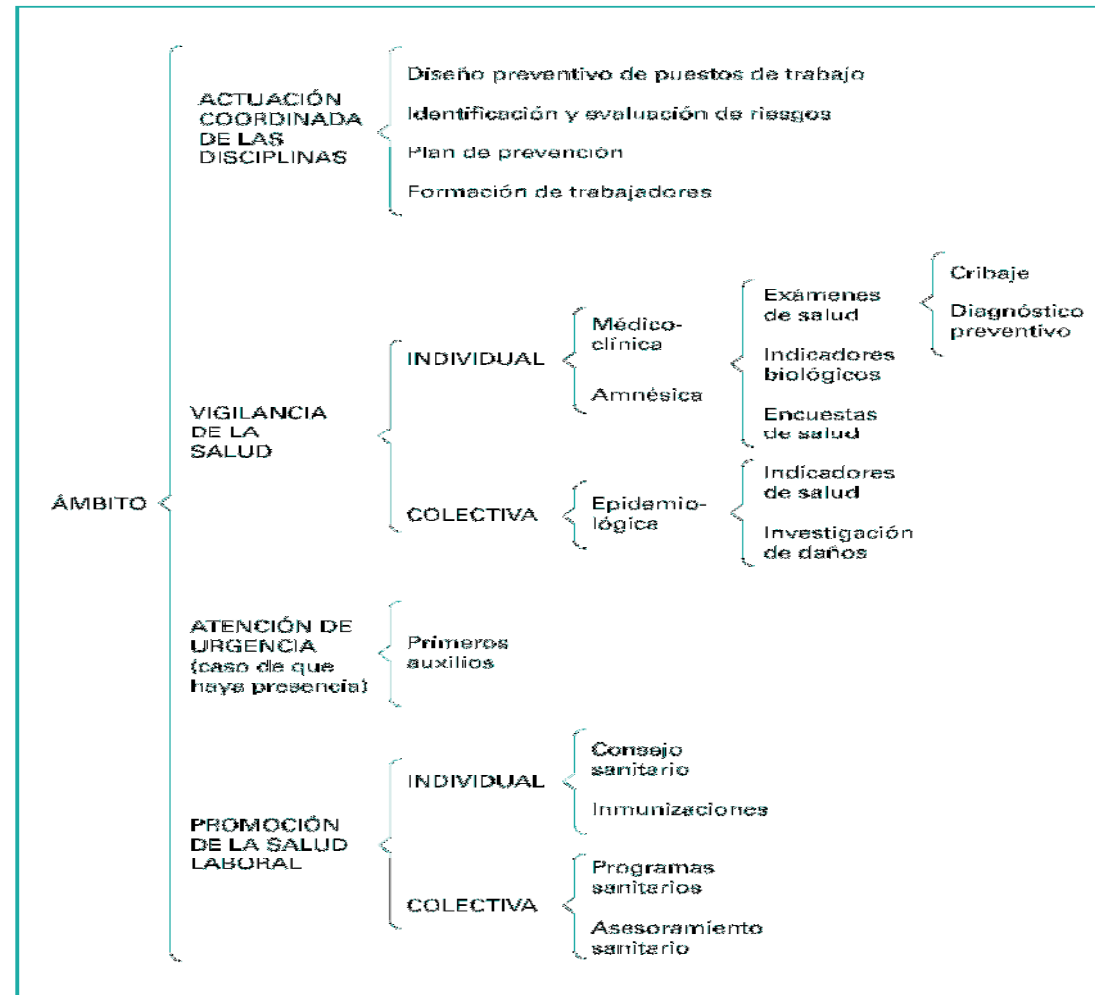 ÁMBITO
ACTUACIÓN
COORDINADA
DE LAS
DISCIPLINAS
Diseño preventivo de puestos de trabajo
Identificación y evaluación de riesgos
Plan de prevención
Formación de trabajadores
VIGILANCIA
DE LA
SALUD
INDIVIDUAL
Médico-
clínica
Amnésica
Exámenes
de salud
Cribaje
Diagnóstico
preventivo
Indicadores
biológicos
Encuestas
de salud
COLECTIVA
Epidemio-
lógica
Indicadores
de salud
Investigación
de daños
ATENCIÓN DE
URGENCIA
(caso de que
haya presencia)
Primeros
auxilios
PROMOCIÓN
DE LA SALUD
LABORAL
INDIVIDUAL
Consejo
sanitario
Inmunizaciones
COLECTIVA
Programas
sanitarios
Asesoramiento
sanitario